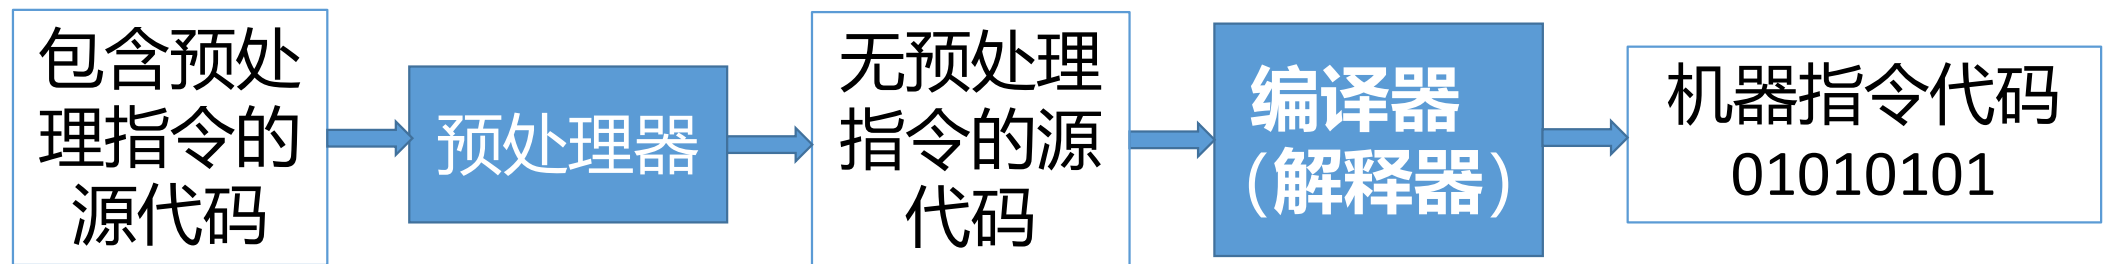 包含预处
理指令的
源代码
预处理器
无预处理
指令的源
代码
编译器
（解释器）
机器指令代码
01010101